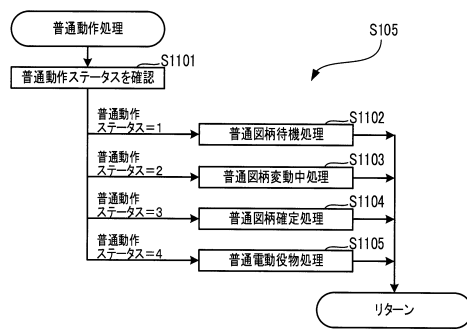 普通動作処理
S105
S1101
普通動作ステータスを確認
普通動作
ステータス=1
S1102
普通図柄待機処理
普通動作
ステータス=2
S1103
普通図柄変動中処理
普通動作
ステータス=3
S1104
普通図柄確定処理
普通動作
ステータス=4
S1105
普通電動役物処理
リターン